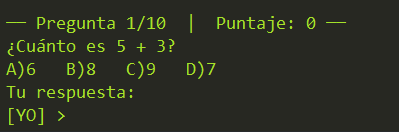 ── Pregunta 1/10  |  Puntaje: 0 ──
¿Cuánto es 5 + 3?
A)6   B)8   C)9   D)7
Tu respuesta:
[YO] >